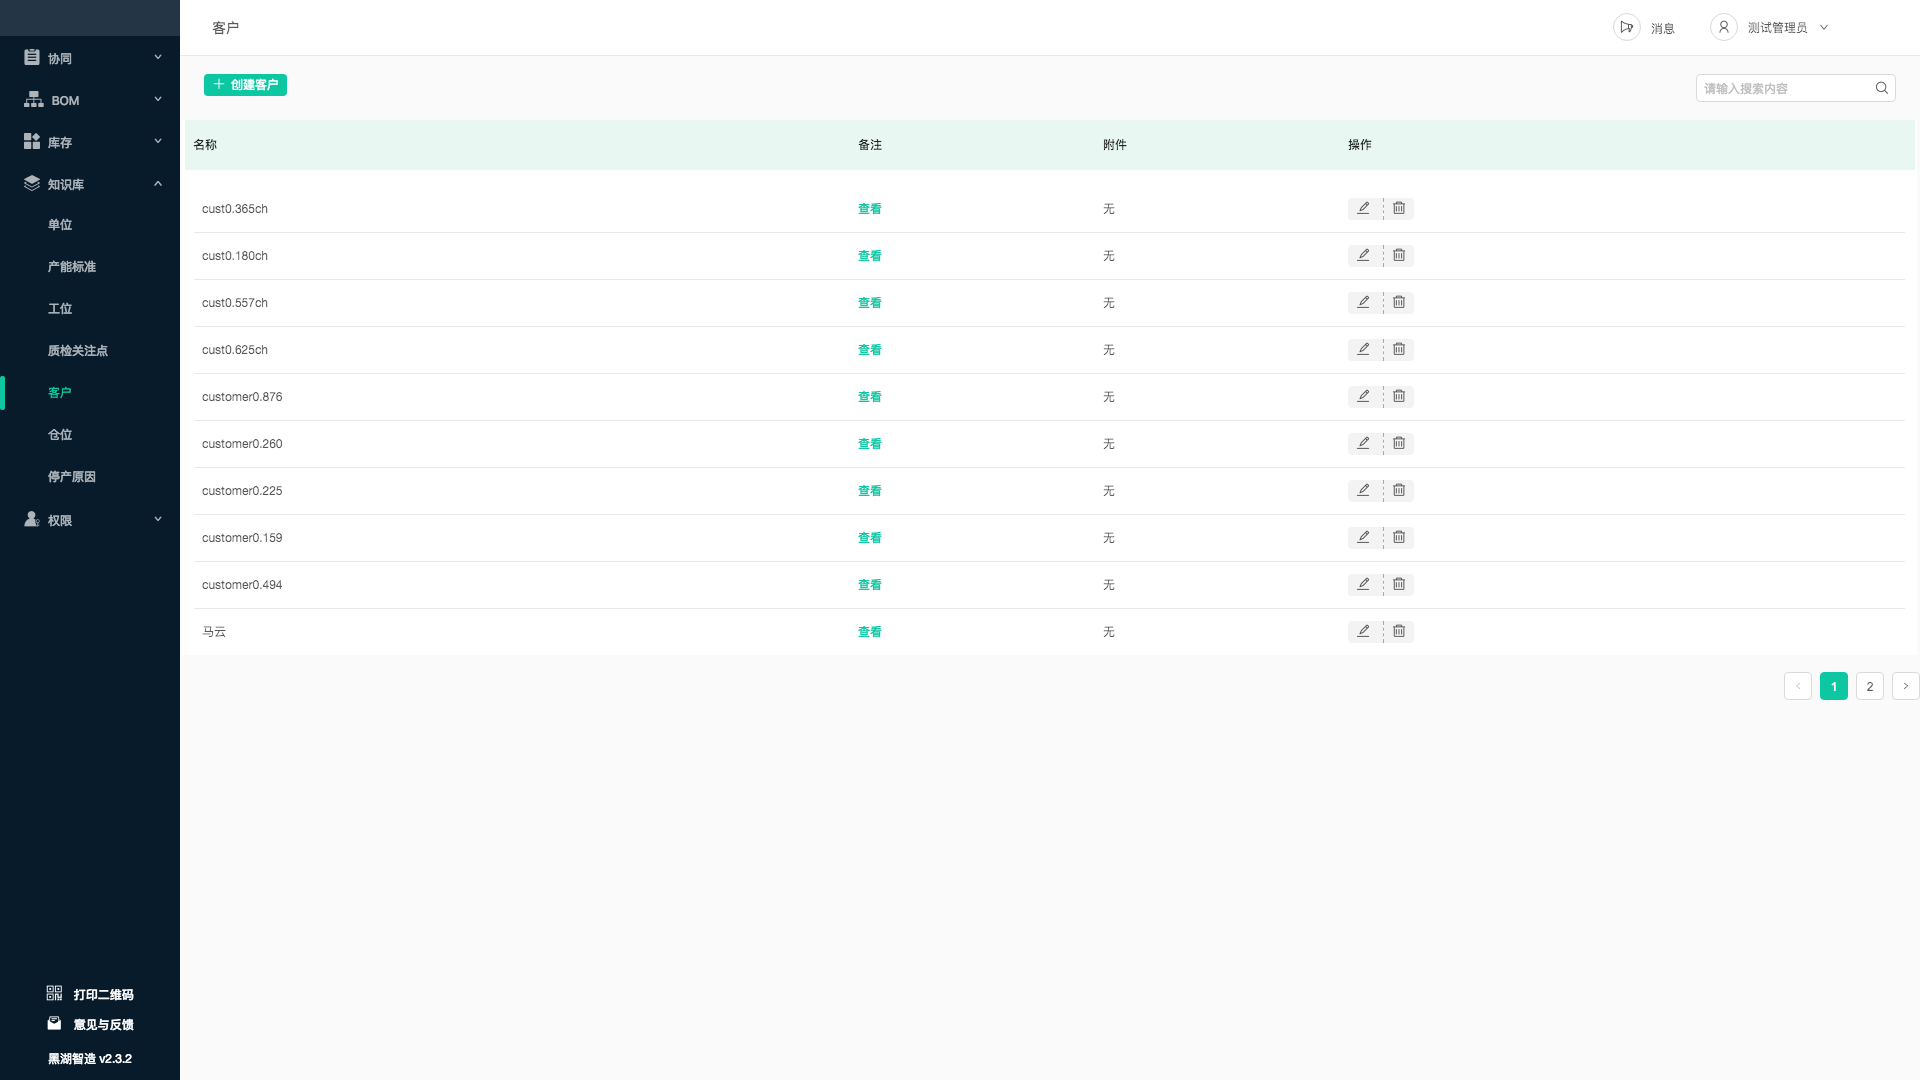 客户
消息
测试管理员
协同
BOM
库存
知识库
单位
产能标准
工位
质检关注点
客户
仓位
停产原因
权限
打印二维码
意见与反馈
黑湖智造 v2.3.2
创建客户
请输入搜索内容
名称 备注 附件 操作
cust0.365ch 查看 无
cust0.180ch 查看 无
cust0.557ch 查看 无
cust0.625ch 查看 无
customer0.876 查看 无
customer0.260 查看 无
customer0.225 查看 无
customer0.159 查看 无
customer0.494 查看 无
马云 查看 无
1 2